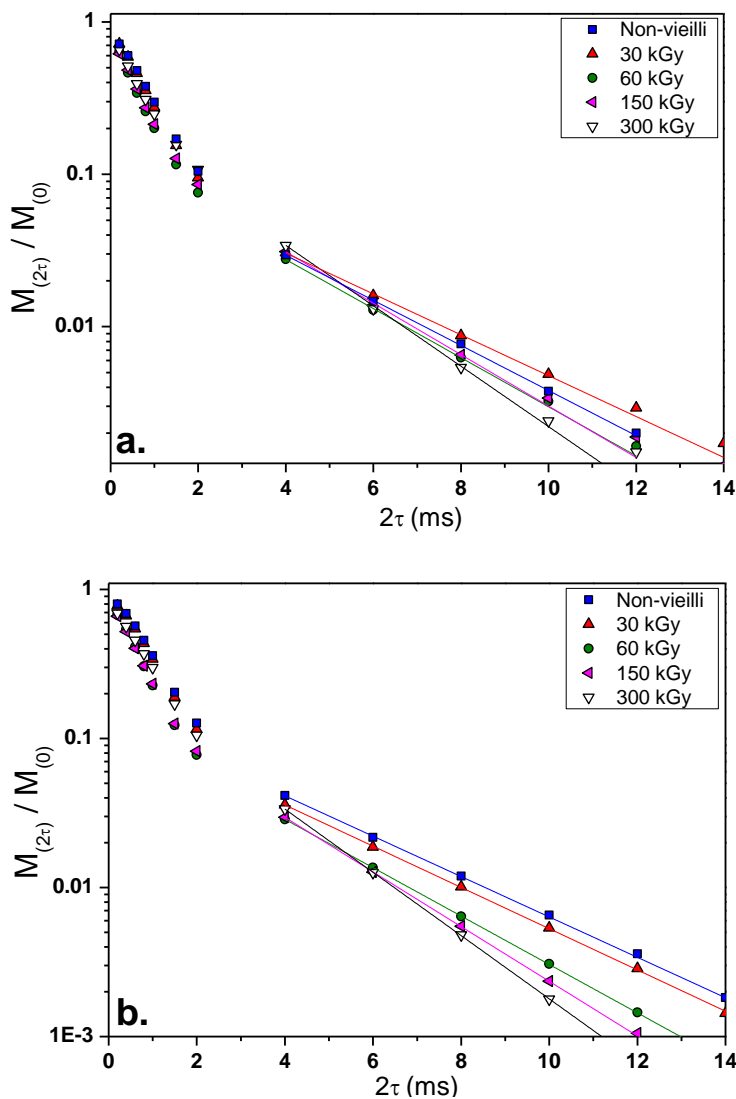 1
0.1
0.01
M(2τ) / M(0)
Non-vieilli
30 kGy
60 kGy
150 kGy
300 kGy
a.
0 2 4 6 8 10 12 14
2τ (ms)
1
0.1
0.01
1E-3
M(2τ) / M(0)
Non-vieilli
30 kGy
60 kGy
150 kGy
300 kGy
b.
0 2 4 6 8 10 12 14
2τ (ms)